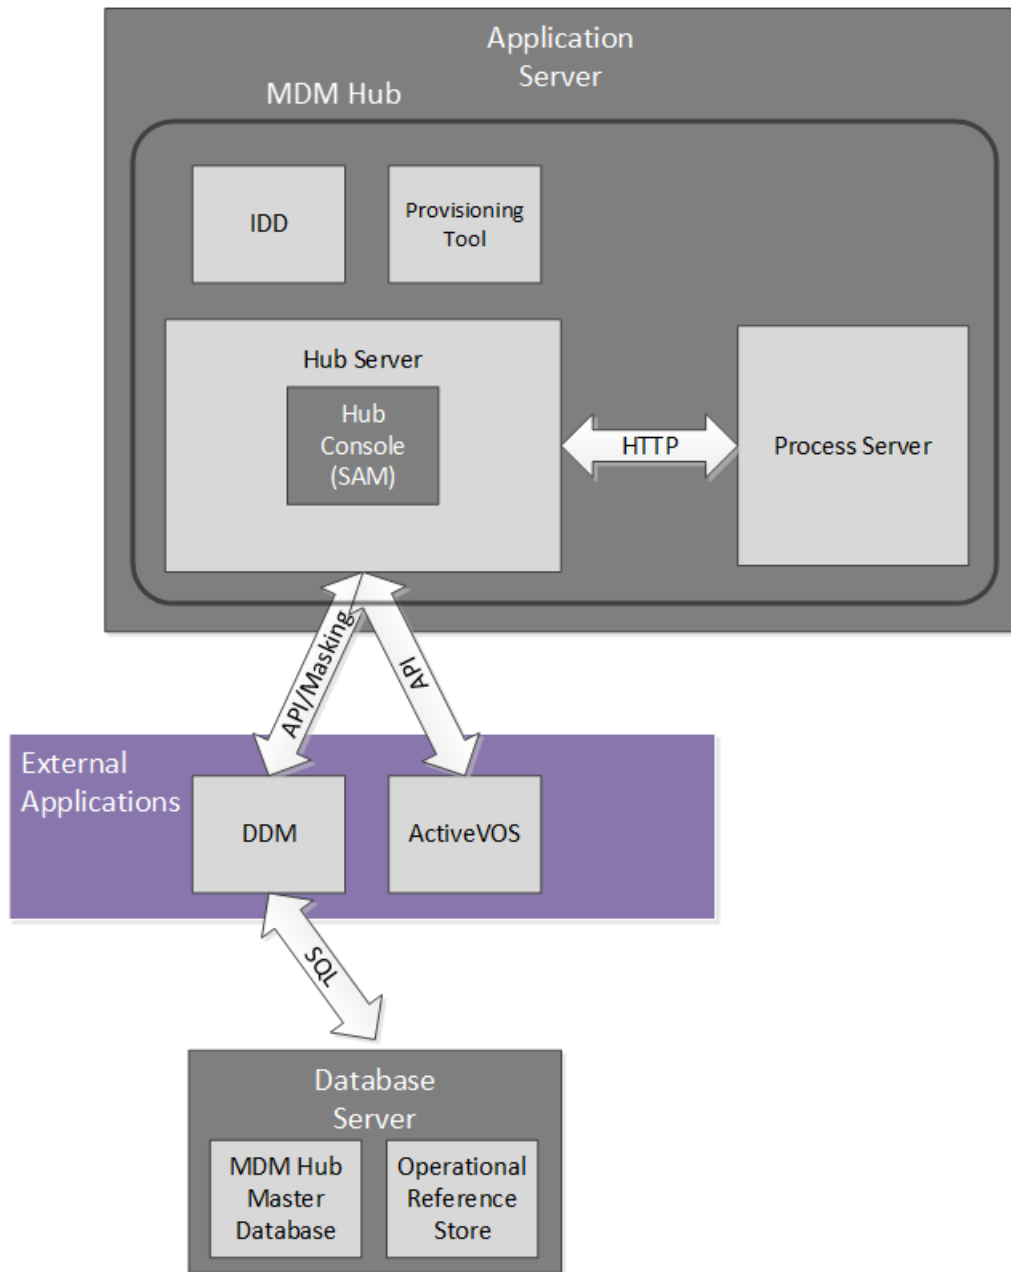 Application
Server
MDM Hub
IDD
Provisioning
Tool
Hub Server
Hub
Console
(SAM)
HTTP
Process Server
API/Masking
API
External
Applications
DDM
ActiveVOS
SQL
Database
Server
MDM Hub
Master
Database
Operational
Reference
Store